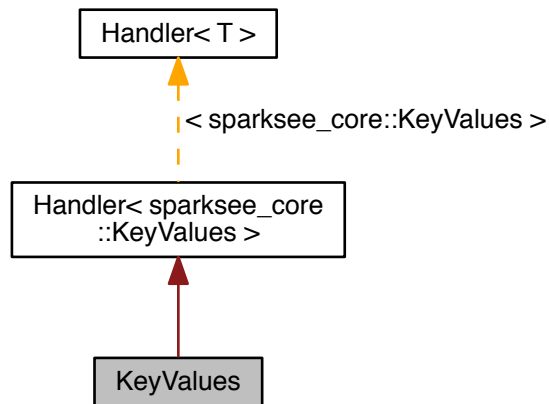 Handler< T >
< sparksee_core::KeyValues >
Handler< sparksee_core
::KeyValues >
KeyValues